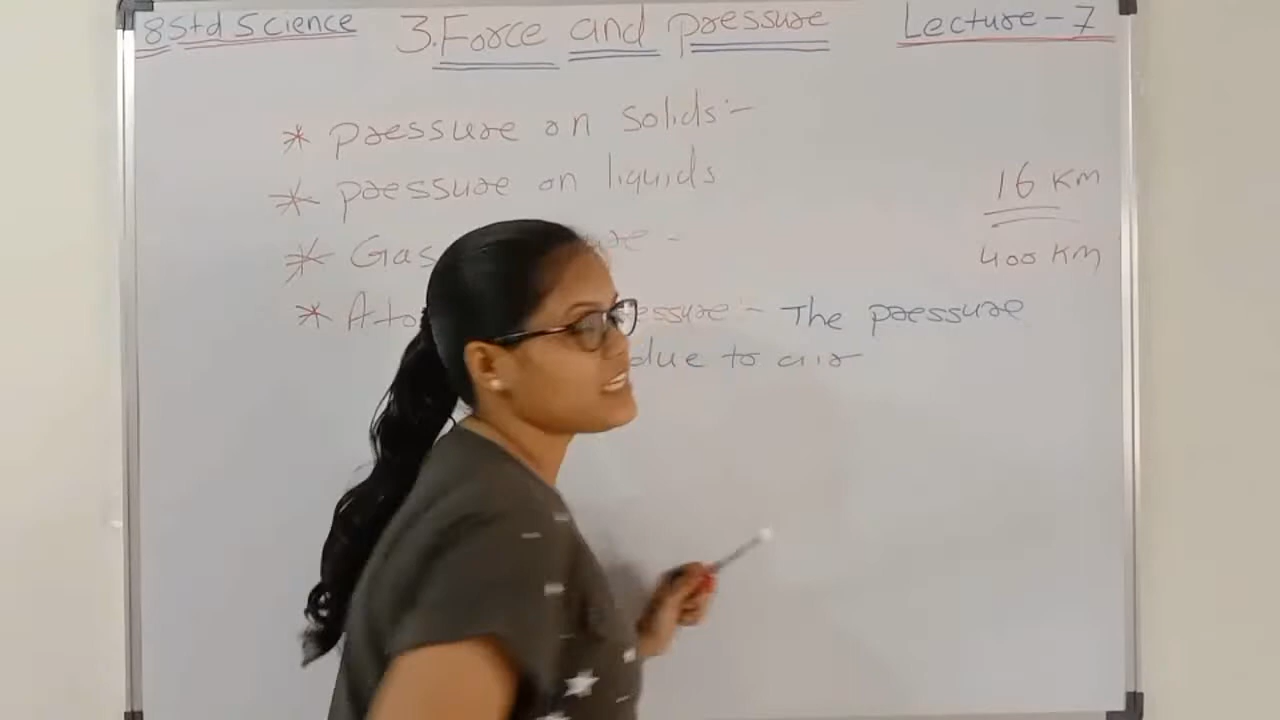 8Std Science 3.Force and pressure Lecture-7
* pressure on solids:-
* pressure on liquids
16 KM
* Gas -
400 KM
* :- The pressure
due to air